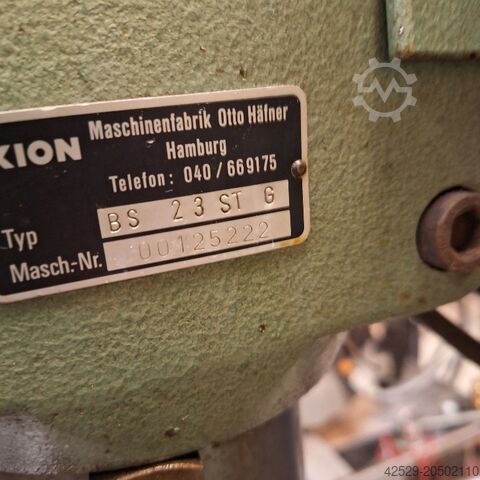 XION Maschinenfabrik Otto Häfner
Hamburg
Telefon: 040/669175
Typ BS 23 ST G
Masch.-Nr. 00125222
42529-20502110